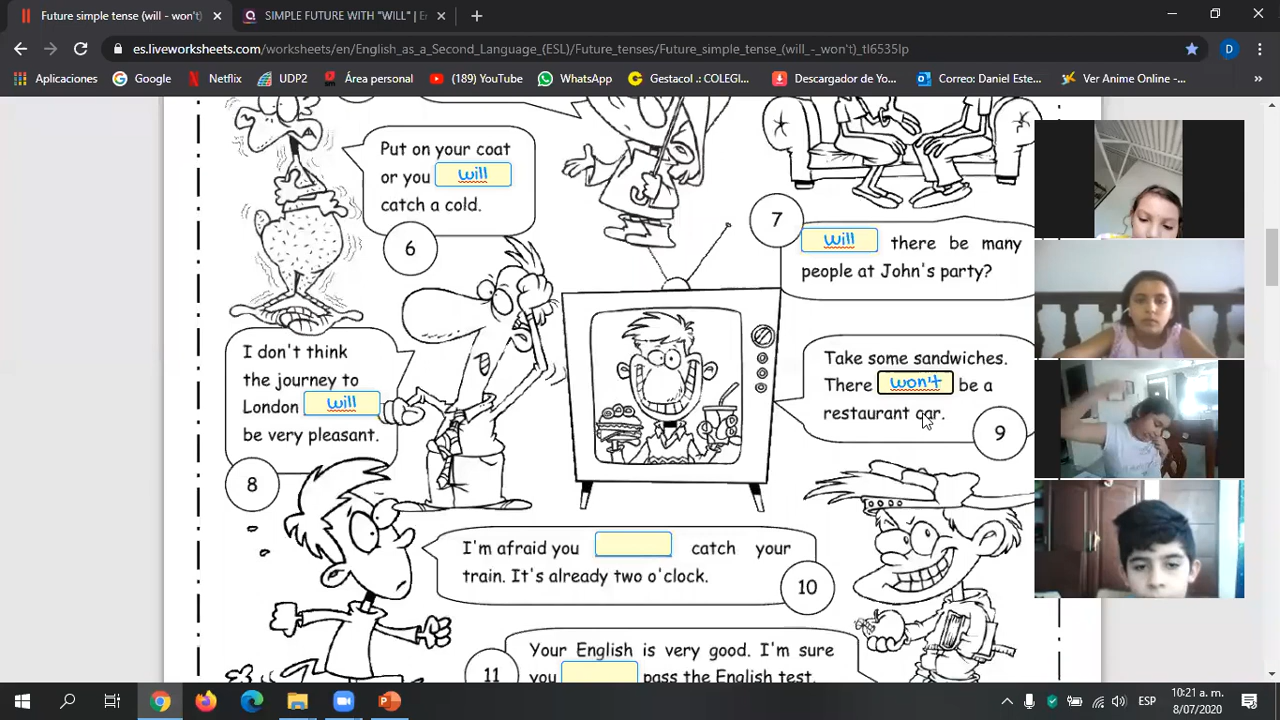 Future simple tense (will - won't)
SIMPLE FUTURE WITH "WILL" | E
es.liveworksheets.com/worksheets/en/English_as_a_Second_Language_(ESL)/Future_tenses/Future_simple_tense_(will_-_won't)_tl6535lp
D
Aplicaciones
Google
Netflix
UDP2
Área personal
(189) YouTube
WhatsApp
Gestacol .: COLEGI...
Descargador de Yo...
Correo: Daniel Este...
Ver Anime Online -...
Put on your coat
or you will
catch a cold.
6
7
will there be many
people at John's party?
I don't think
the journey to
London will
be very pleasant.
8
Take some sandwiches.
There won't be a
restaurant car.
9
I'm afraid you catch your
train. It's already two o'clock.
10
Your English is very good. I'm sure
11
you pass the English test.
ESP
10:21 a. m.
8/07/2020